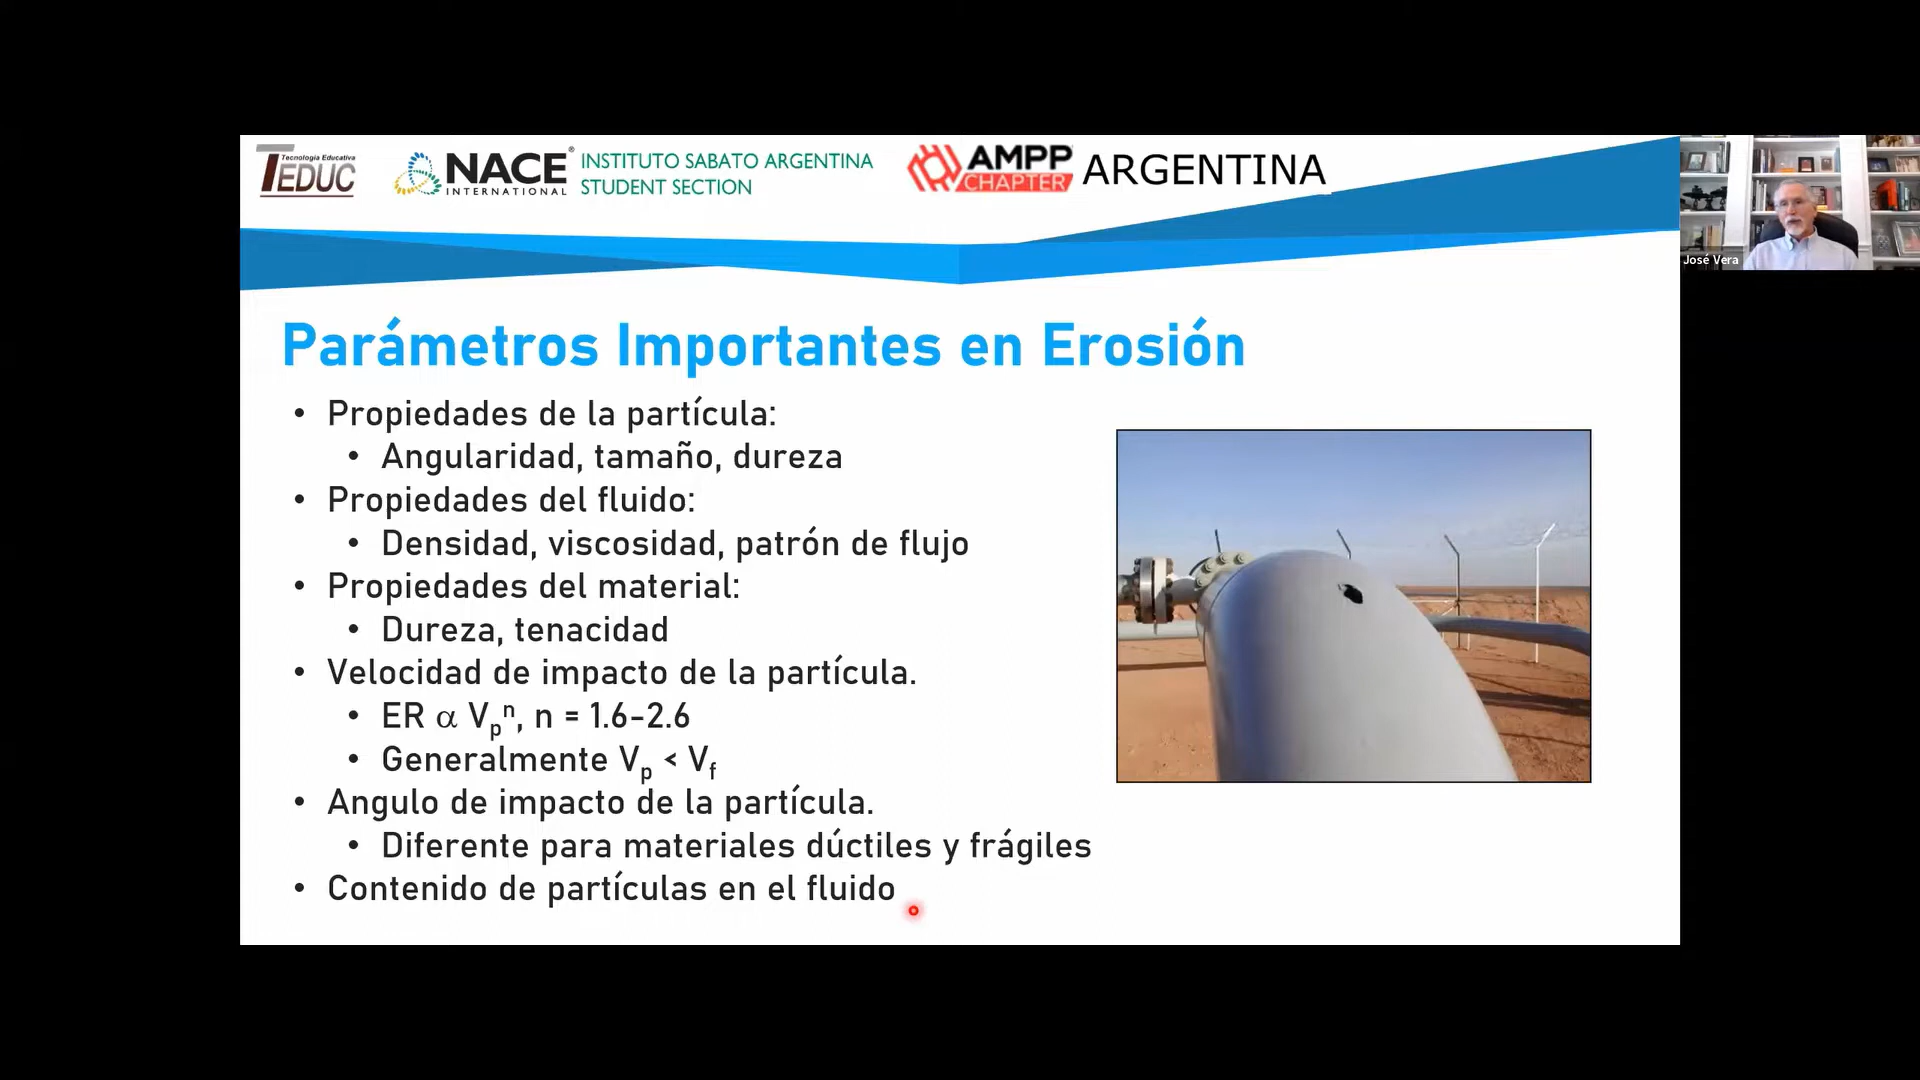 Tecnología Educativa
TEDUC
NACE®
INTERNATIONAL
INSTITUTO SABATO ARGENTINA
STUDENT SECTION
AMPP
CHAPTER
ARGENTINA
José Vera
Parámetros Importantes en Erosión
• Propiedades de la partícula:
• Angularidad, tamaño, dureza
• Propiedades del fluido:
• Densidad, viscosidad, patrón de flujo
• Propiedades del material:
• Dureza, tenacidad
• Velocidad de impacto de la partícula.
• ER α Vₚⁿ, n = 1.6-2.6
• Generalmente Vp < Vf
• Angulo de impacto de la partícula.
• Diferente para materiales dúctiles y frágiles
• Contenido de partículas en el fluido